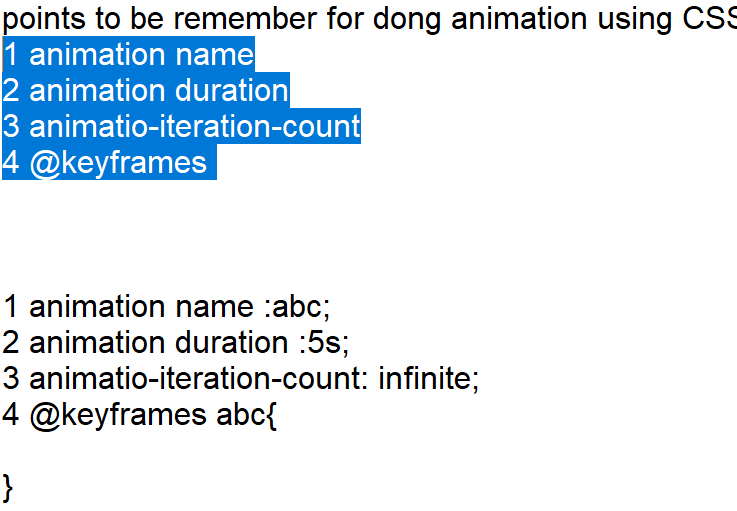 points to be remember for dong animation using CSS
1 animation name
2 animation duration
3 animatio-iteration-count
4 @keyframes
1 animation name :abc;
2 animation duration :5s;
3 animatio-iteration-count: infinite;
4 @keyframes abc{
}